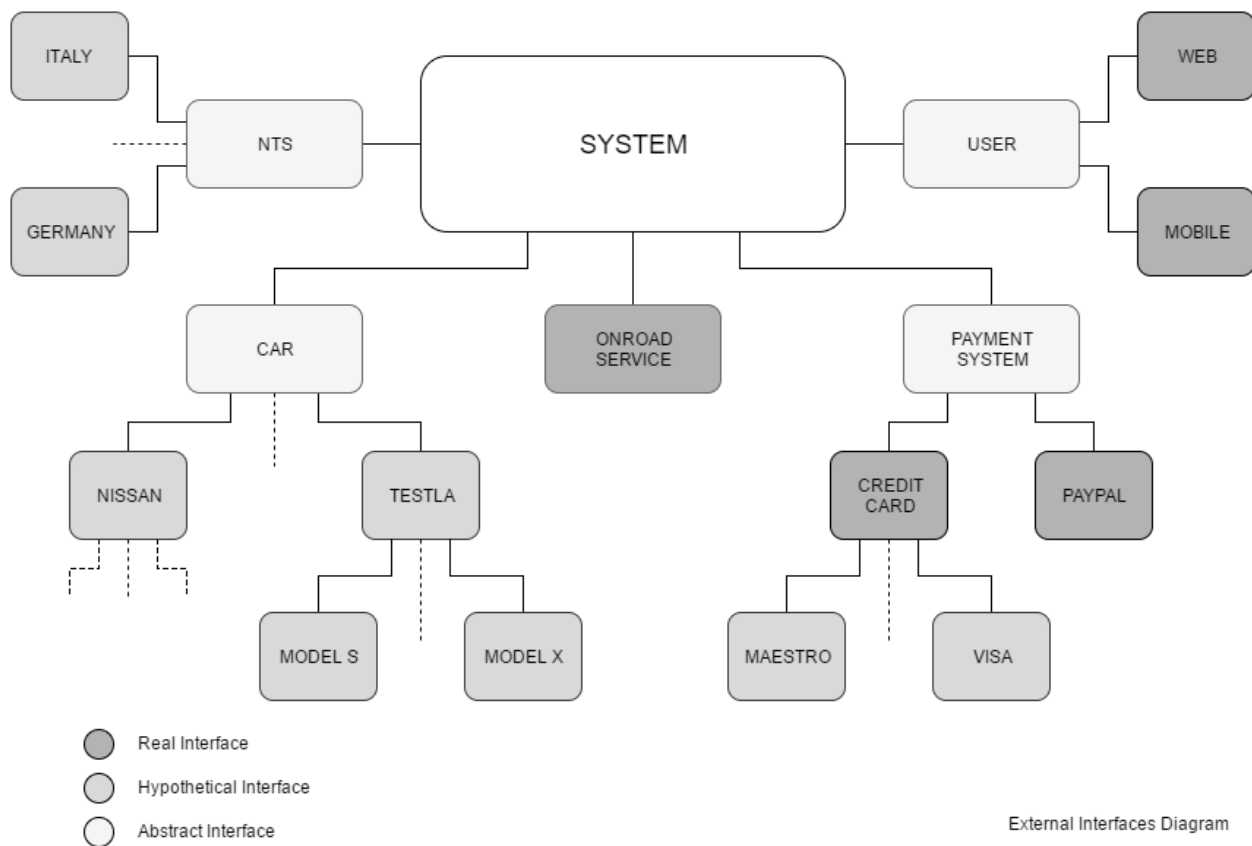 ITALY
WEB
SYSTEM
NTS
USER
GERMANY
MOBILE
CAR
ONROAD
SERVICE
PAYMENT
SYSTEM
NISSAN
TESTLA
CREDIT
CARD
PAYPAL
MODEL S
MODEL X
MAESTRO
VISA
Real Interface
Hypothetical Interface
Abstract Interface
External Interfaces Diagram